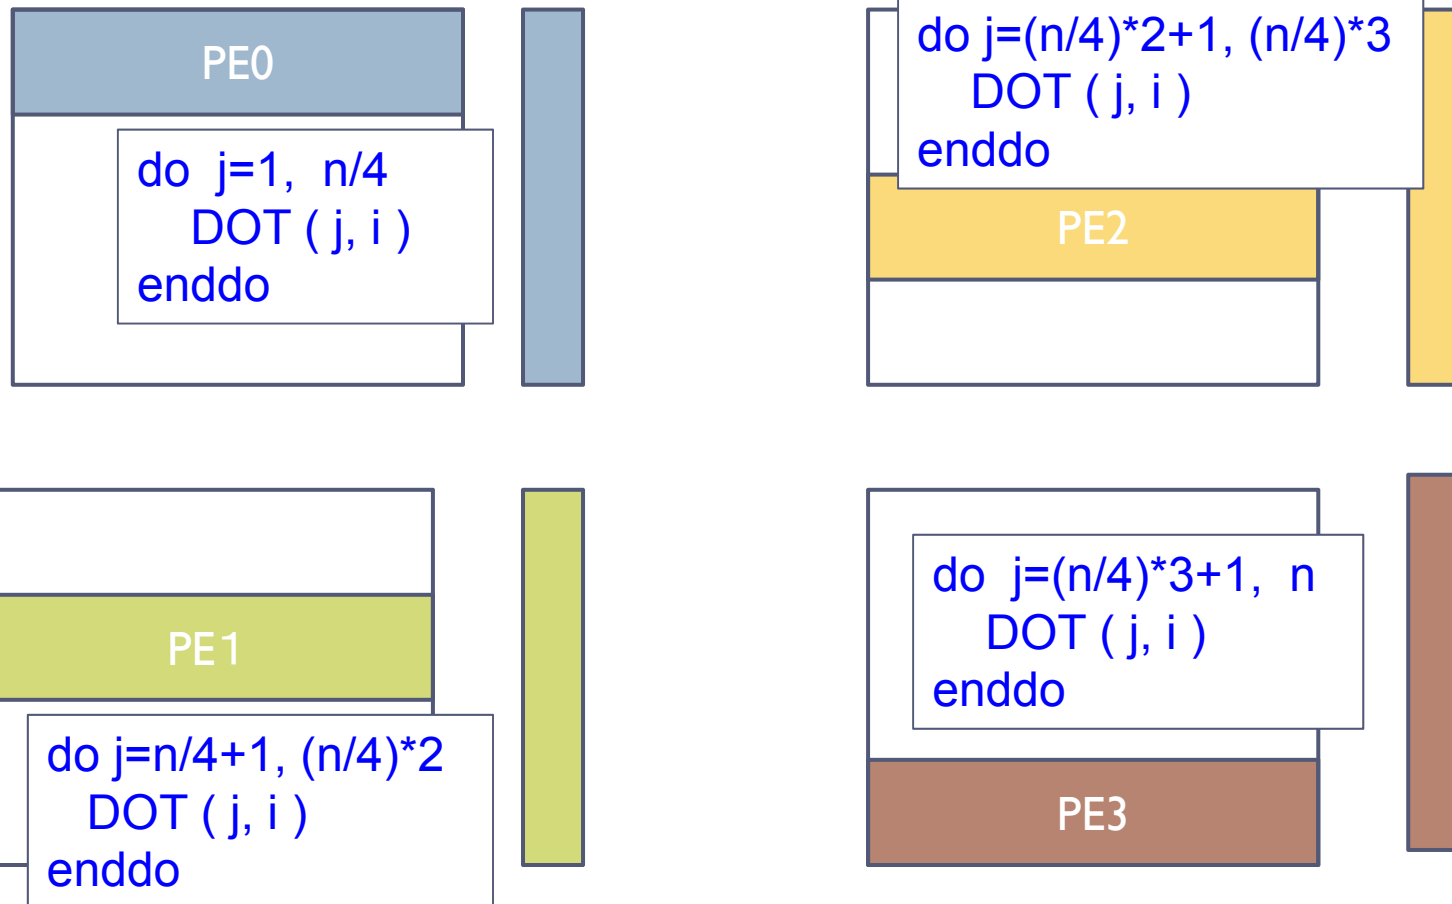 PE0
do  j=1,  n/4
DOT ( j, i )
enddo
do j=(n/4)*2+1, (n/4)*3
DOT ( j, i )
enddo
PE2
PE1
do j=n/4+1, (n/4)*2
DOT ( j, i )
enddo
do  j=(n/4)*3+1,  n
DOT ( j, i )
enddo
PE3